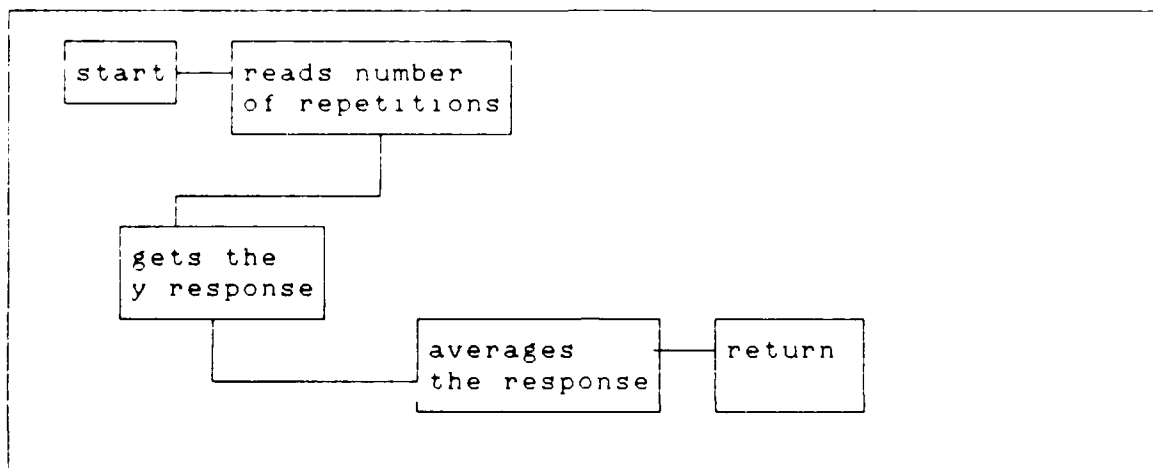 start
reads number
of repetitions
gets the
y response
averages
the response
return